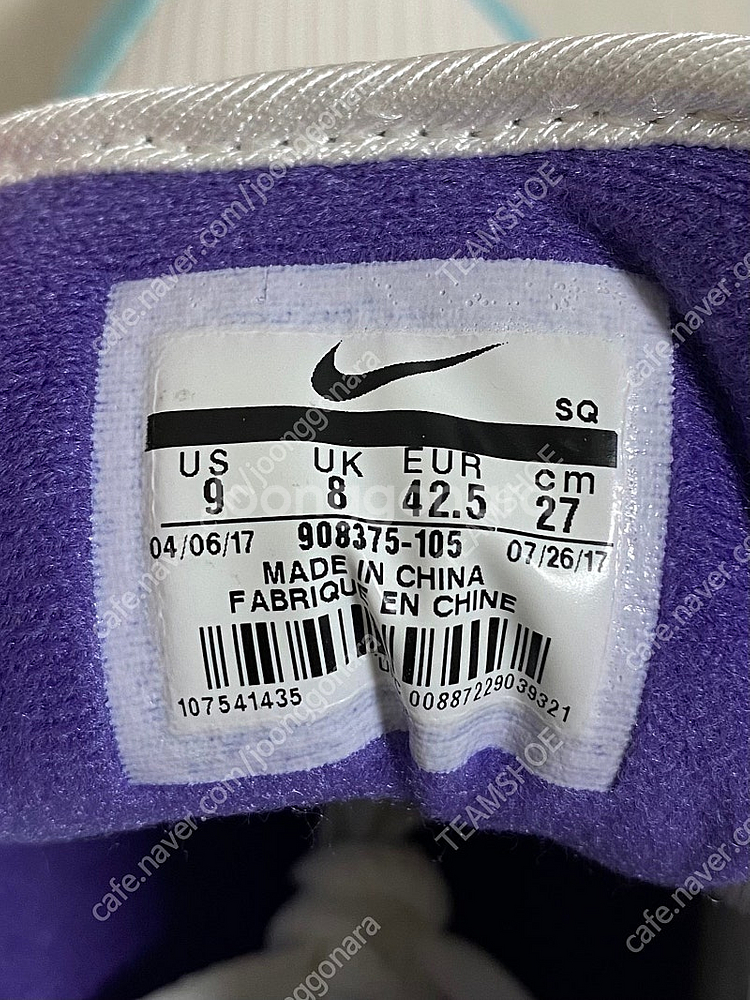 SQ
US UK EUR cm
9 8 42.5 27
04/06/17 908375-105 07/26/17
MADE IN CHINA
FABRIQUE EN CHINE
107541435 00887229039321
cafe.naver.com/joonggonara
TEAMSHOE
joonggonara